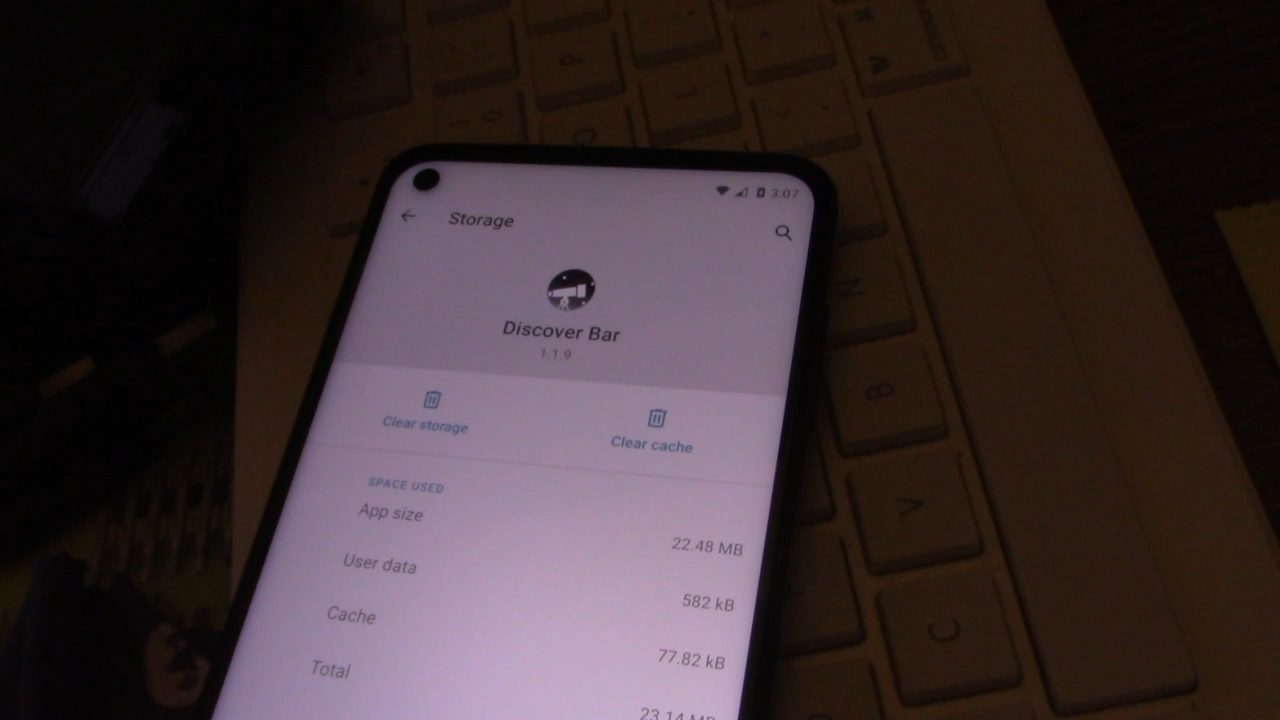 3:07
Storage
Discover Bar
1.1.9
Clear storage
Clear cache
SPACE USED
App size
22.48 MB
User data
582 kB
Cache
77.82 kB
Total
23.14 MB
N
B
V
C